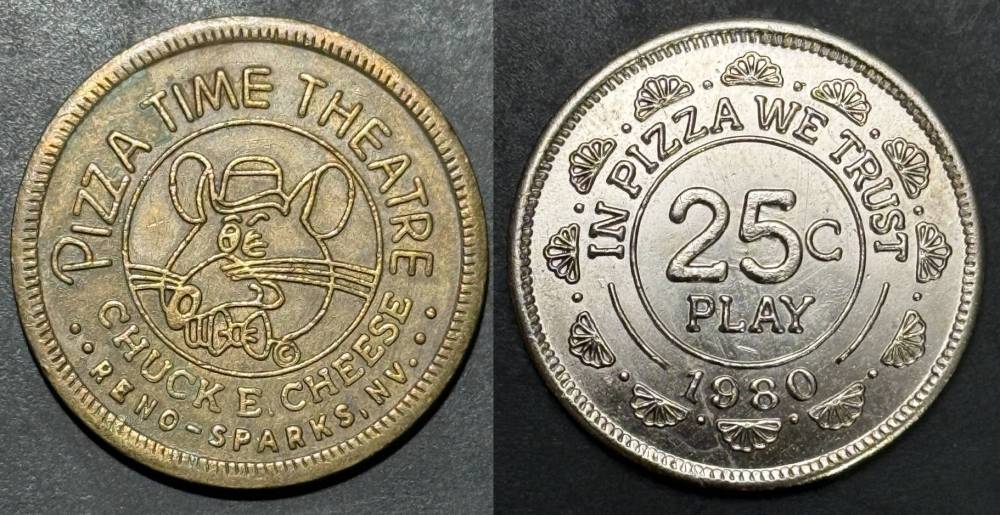 PIZZA TIME THEATRE
©
CHUCK E. CHEESE
RENO-SPARKS, NV.
IN PIZZA WE TRUST
25C
PLAY
1980